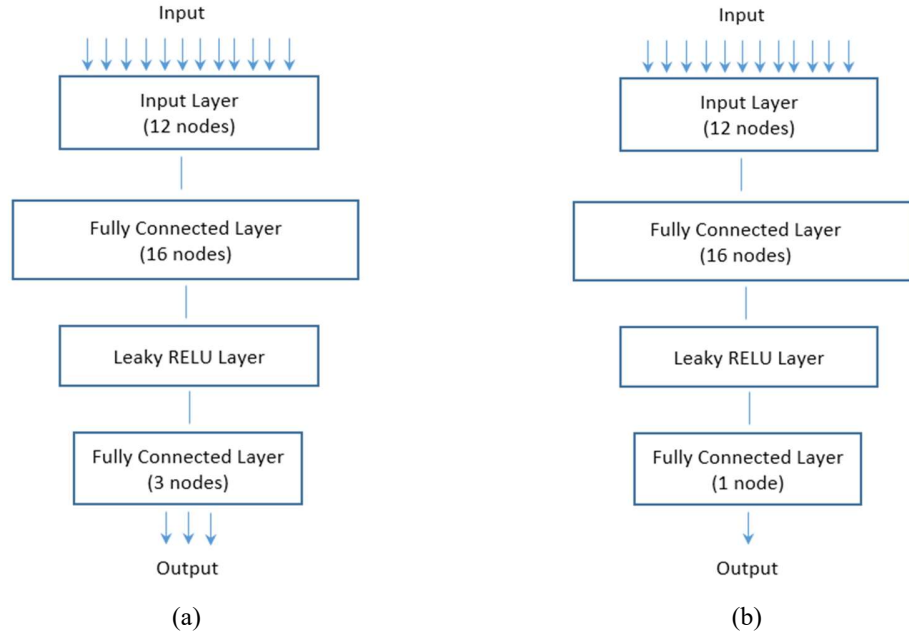 Input
Input Layer
(12 nodes)
Fully Connected Layer
(16 nodes)
Leaky RELU Layer
Fully Connected Layer
(3 nodes)
Output
(a)
Input
Input Layer
(12 nodes)
Fully Connected Layer
(16 nodes)
Leaky RELU Layer
Fully Connected Layer
(1 node)
Output
(b)